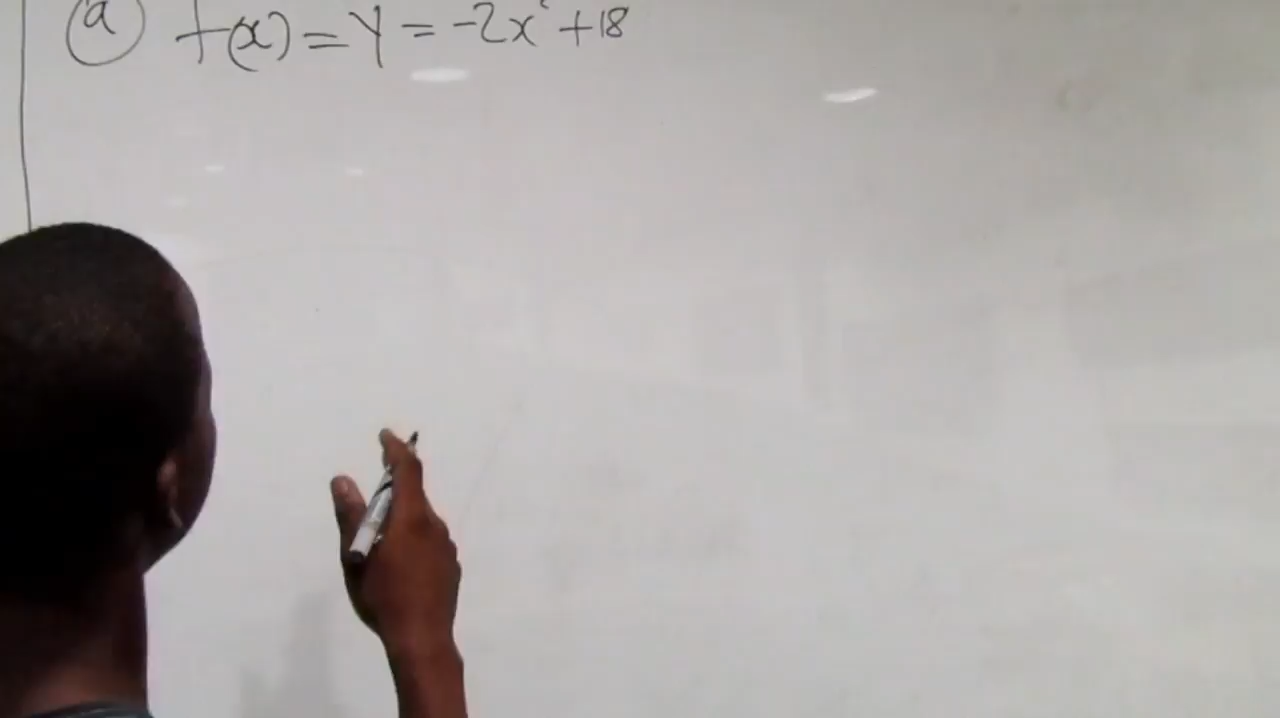 (a) f(x) = y = -2x² + 18